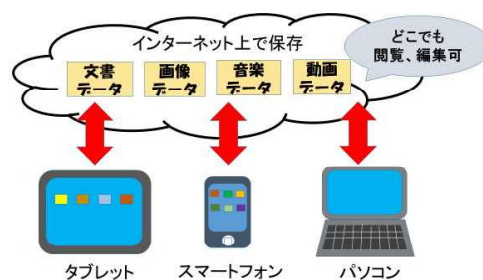 インターネット上で保存
どこでも
閲覧、編集可
文書
データ
画像
データ
音楽
データ
動画
データ
タブレット
スマートフォン
パソコン